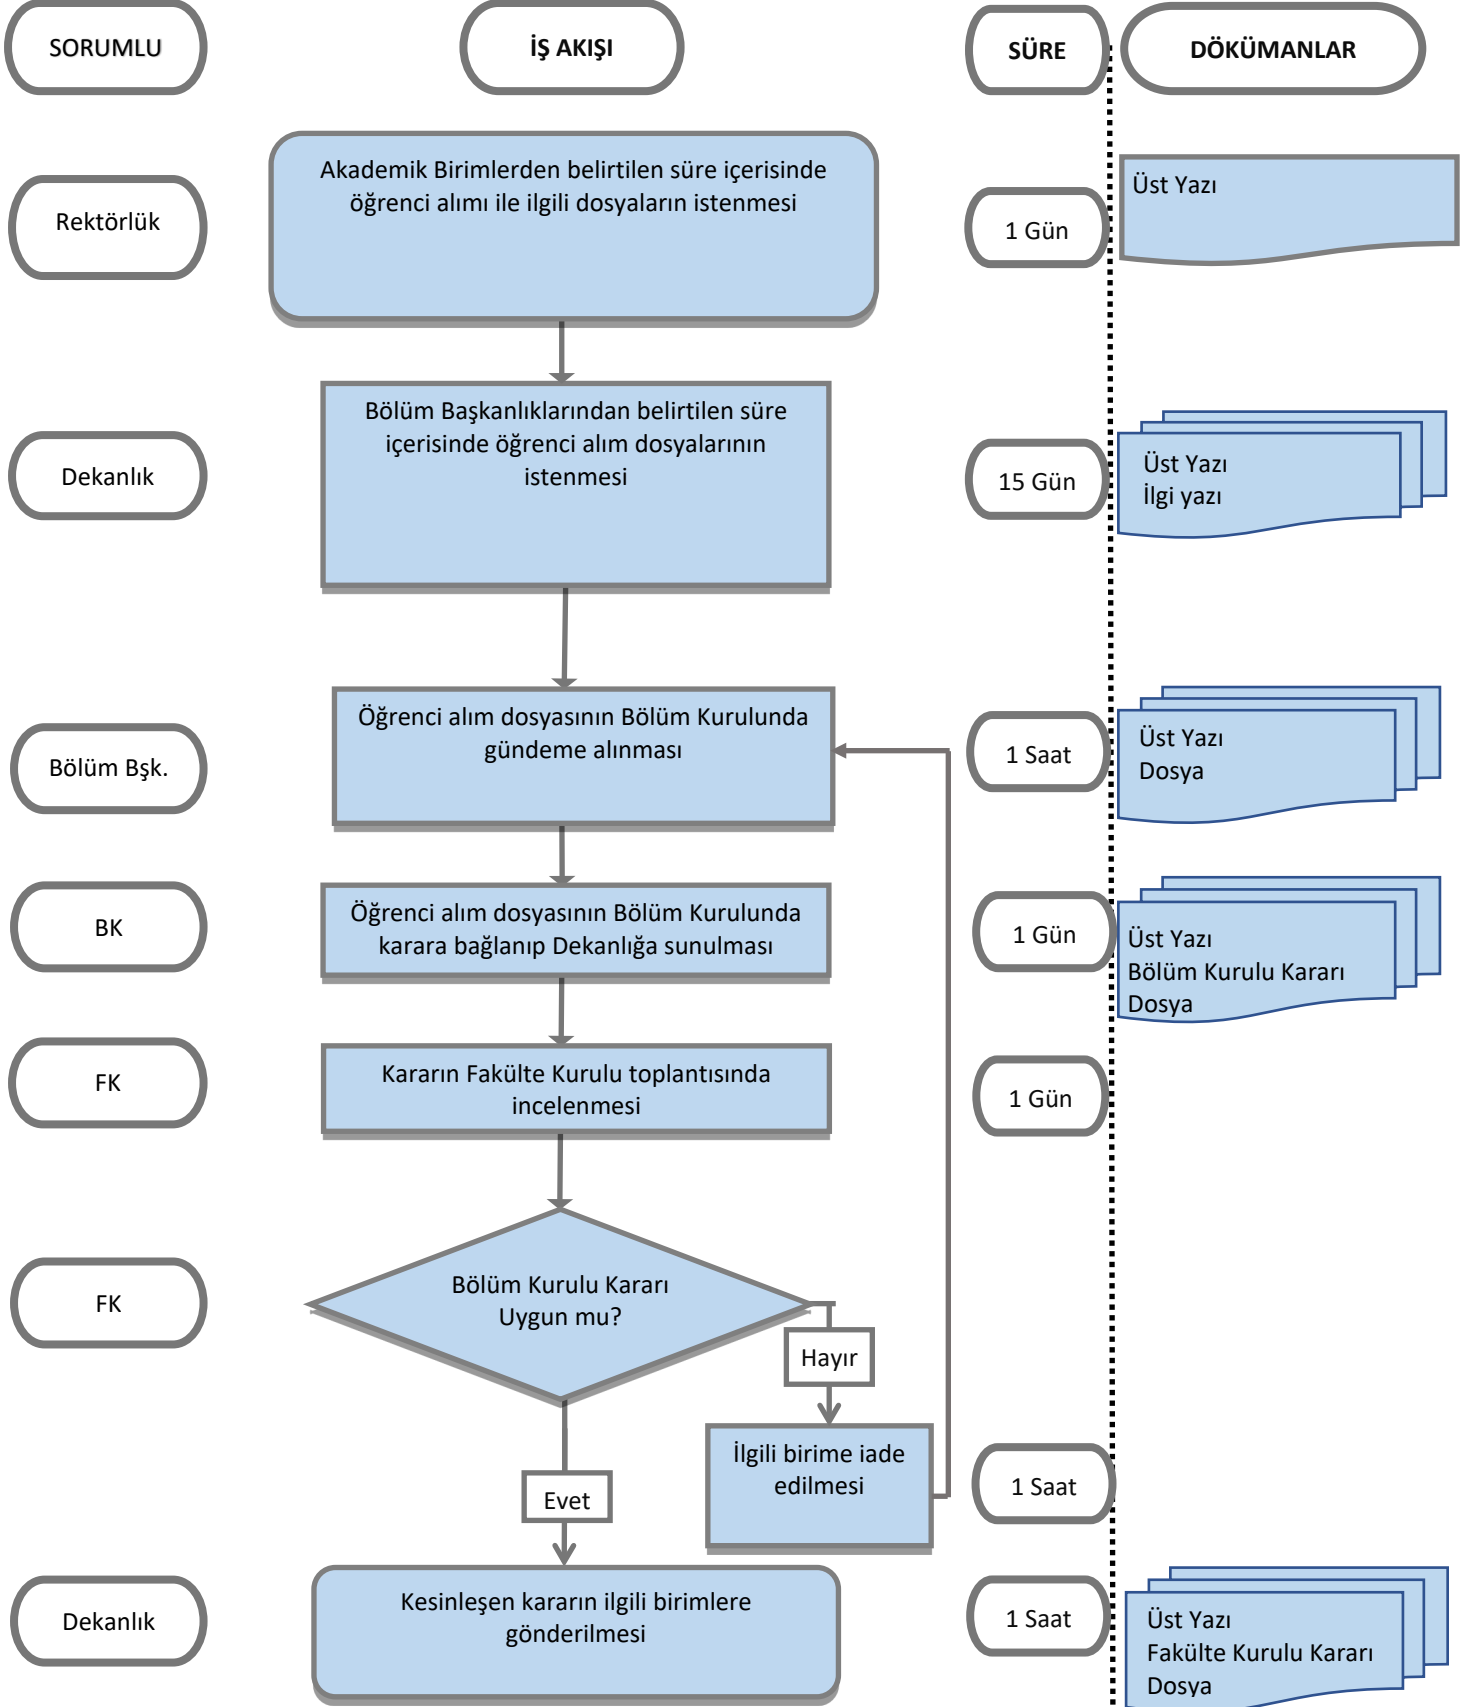 SORUMLU
İŞ AKIŞI
SÜRE
DÖKÜMANLAR
Rektörlük
Akademik Birimlerden belirtilen süre içerisinde
öğrenci alımı ile ilgili dosyaların istenmesi
1 Gün
Üst Yazı
Dekanlık
Bölüm Başkanlıklarından belirtilen süre
içerisinde öğrenci alım dosyalarının
istenmesi
15 Gün
Üst Yazı
İlgi yazı
Bölüm Bşk.
Öğrenci alım dosyasının Bölüm Kurulunda
gündeme alınması
1 Saat
Üst Yazı
Dosya
BK
Öğrenci alım dosyasının Bölüm Kurulunda
karara bağlanıp Dekanlığa sunulması
1 Gün
Üst Yazı
Bölüm Kurulu Kararı
Dosya
FK
Kararın Fakülte Kurulu toplantısında
incelenmesi
1 Gün
FK
Bölüm Kurulu Kararı
Uygun mu?
Hayır
İlgili birime iade
edilmesi
1 Saat
Evet
Dekanlık
Kesinleşen kararın ilgili birimlere
gönderilmesi
1 Saat
Üst Yazı
Fakülte Kurulu Kararı
Dosya